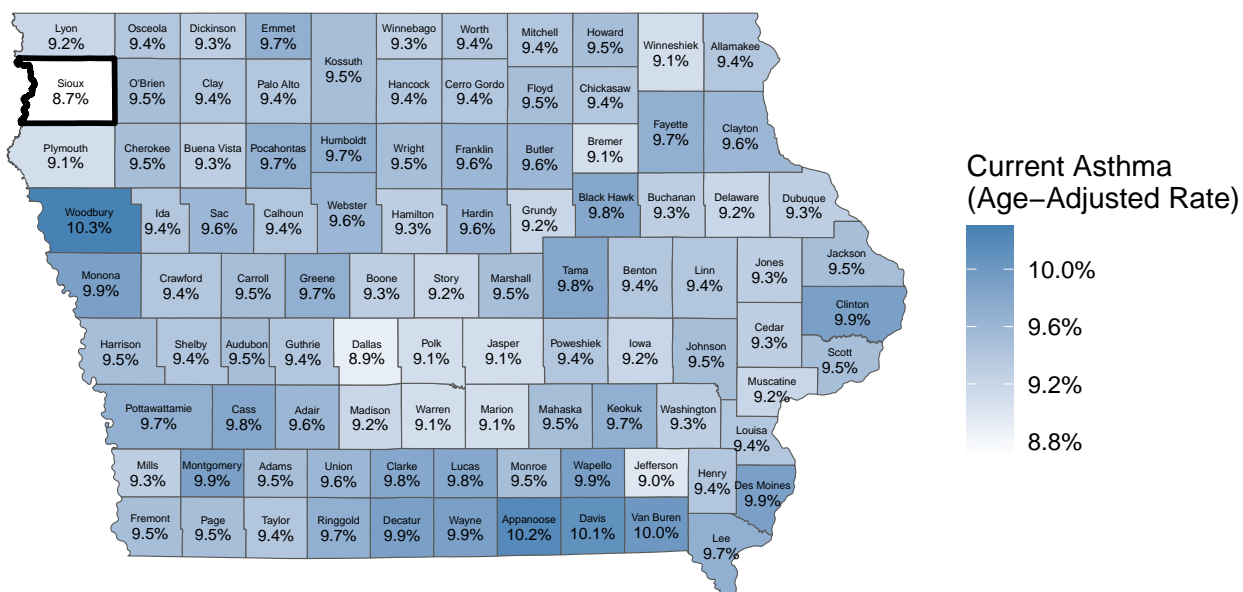 Lyon
9.2%
Osceola
9.4%
Dickinson
9.3%
Emmet
9.7%
Kossuth
9.5%
Winnebago
9.3%
Worth
9.4%
Mitchell
9.4%
Howard
9.5%
Winneshiek
9.1%
Allamakee
9.4%
Sioux
8.7%
O'Brien
9.5%
Clay
9.4%
Palo Alto
9.4%
Hancock
9.4%
Cerro Gordo
9.4%
Floyd
9.5%
Chickasaw
9.4%
Fayette
9.7%
Clayton
9.6%
Plymouth
9.1%
Cherokee
9.5%
Buena Vista
9.3%
Pocahontas
9.7%
Humboldt
9.7%
Wright
9.5%
Franklin
9.6%
Butler
9.6%
Bremer
9.1%
Woodbury
10.3%
Ida
9.4%
Sac
9.6%
Calhoun
9.4%
Webster
9.6%
Hamilton
9.3%
Hardin
9.6%
Grundy
9.2%
Black Hawk
9.8%
Buchanan
9.3%
Delaware
9.2%
Dubuque
9.3%
Monona
9.9%
Crawford
9.4%
Carroll
9.5%
Greene
9.7%
Boone
9.3%
Story
9.2%
Marshall
9.5%
Tama
9.8%
Benton
9.4%
Linn
9.4%
Jones
9.3%
Jackson
9.5%
Clinton
9.9%
Harrison
9.5%
Shelby
9.4%
Audubon
9.5%
Guthrie
9.4%
Dallas
8.9%
Polk
9.1%
Jasper
9.1%
Poweshiek
9.4%
Iowa
9.2%
Johnson
9.5%
Cedar
9.3%
Scott
9.5%
Muscatine
9.2%
Pottawattamie
9.7%
Cass
9.8%
Adair
9.6%
Madison
9.2%
Warren
9.1%
Marion
9.1%
Mahaska
9.5%
Keokuk
9.7%
Washington
9.3%
Louisa
9.4%
Mills
9.3%
Montgomery
9.9%
Adams
9.5%
Union
9.6%
Clarke
9.8%
Lucas
9.8%
Monroe
9.5%
Wapello
9.9%
Jefferson
9.0%
Henry
9.4%
Des Moines
9.9%
Fremont
9.5%
Page
9.5%
Taylor
9.4%
Ringgold
9.7%
Decatur
9.9%
Wayne
9.9%
Appanoose
10.2%
Davis
10.1%
Van Buren
10.0%
Lee
9.7%
Current Asthma
(Age−Adjusted Rate)
10.0%
9.6%
9.2%
8.8%